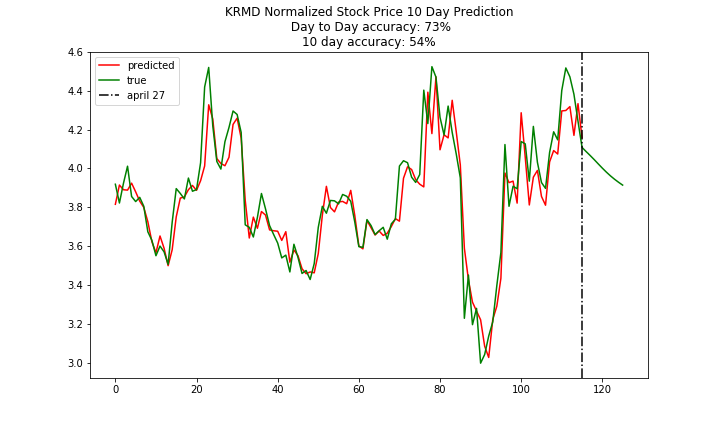 KRMD Normalized Stock Price 10 Day Prediction
Day to Day accuracy: 73%
10 day accuracy: 54%
predicted
true
april 27
4.6
4.4
4.2
4.0
3.8
3.6
3.4
3.2
3.0
0 20 40 60 80 100 120